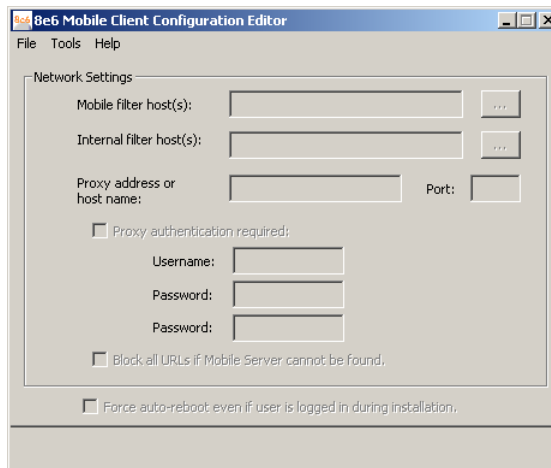 8e6 8e6 Mobile Client Configuration Editor
File Tools Help
Network Settings
Mobile filter host(s): ...
Internal filter host(s): ...
Proxy address or
host name:
Port:
Proxy authentication required:
Username:
Password:
Password:
Block all URLs if Mobile Server cannot be found.
Force auto-reboot even if user is logged in during installation.